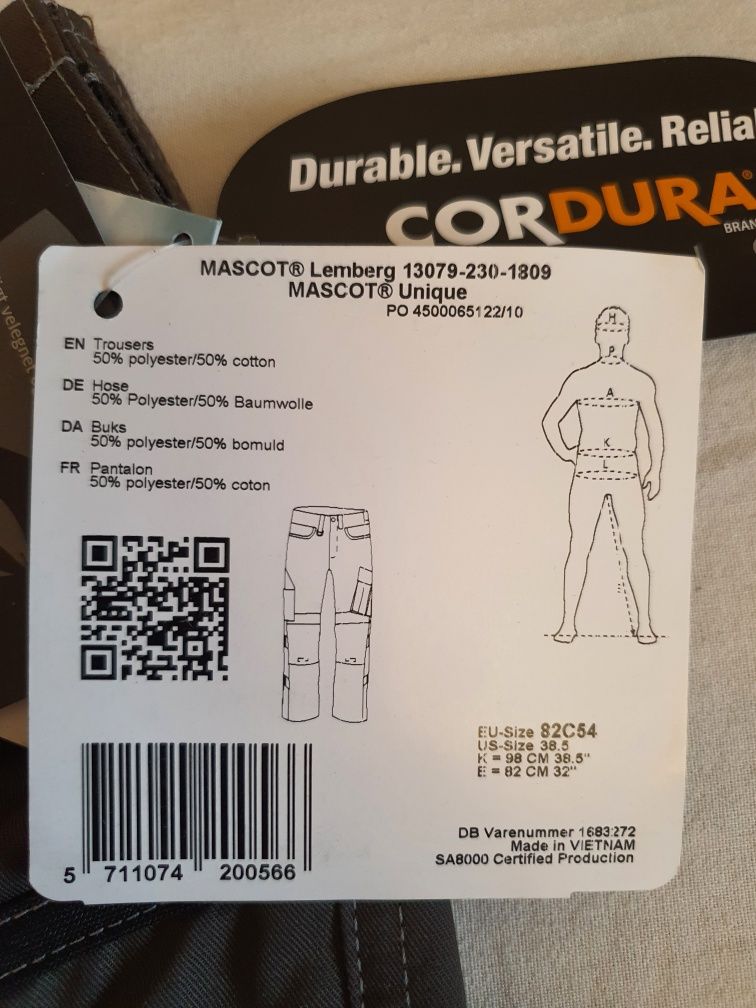 Durable. Versatile.
CORDURA®
MASCOT® Lemberg 13079-230-1809
MASCOT® Unique
PO 4500065122/10
EN Trousers
50% polyester/50% cotton
DE Hose
50% Polyester/50% Baumwolle
DA Buks
50% polyester/50% bomuld
FR Pantalon
50% polyester/50% coton
H
P
A
K
L
EU-Size 82C54
US-Size 38.5
K = 98 CM 38.5"
E = 82 CM 32"
DB Varenummer 1683272
Made in VIETNAM
SA8000 Certified Production
5 711074 200566
velegnet